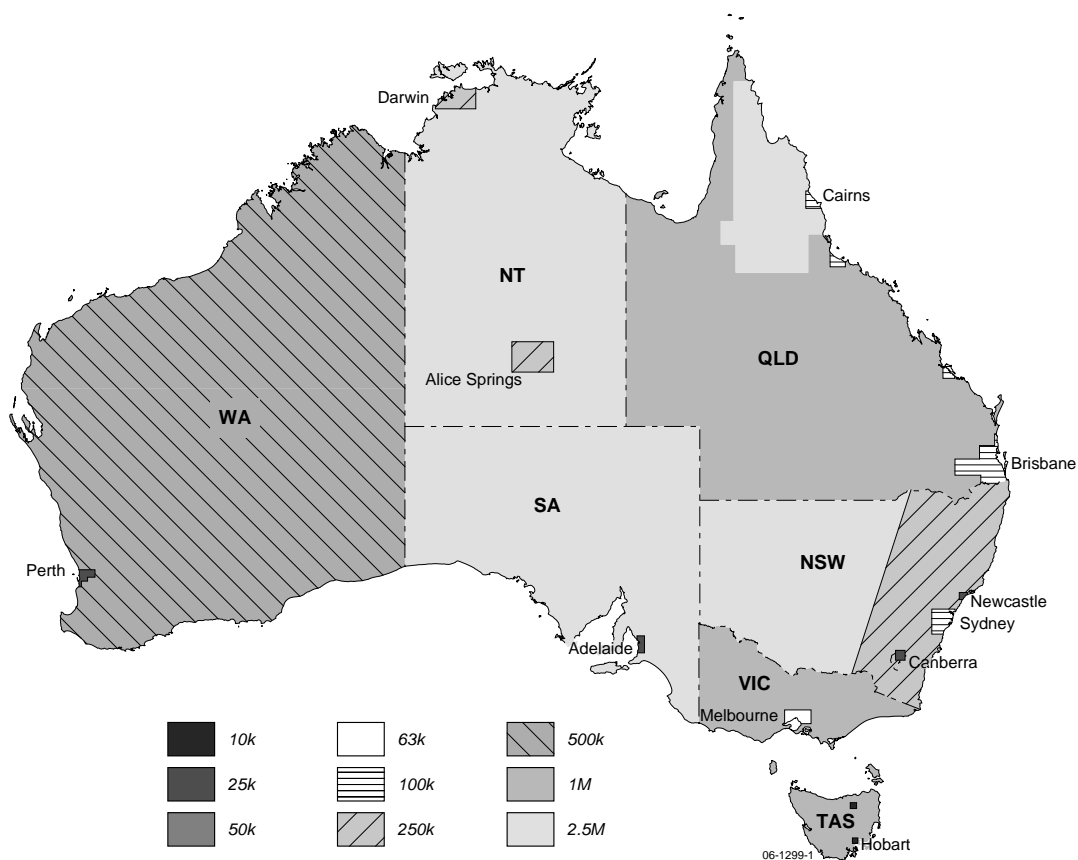 Darwin
Cairns
NT
QLD
Alice Springs
WA
Brisbane
SA
NSW
Perth
Newcastle
Sydney
Adelaide
Canberra
VIC
Melbourne
10k
63k
500k
25k
100k
1M
50k
250k
2.5M
TAS
Hobart
06-1299-1